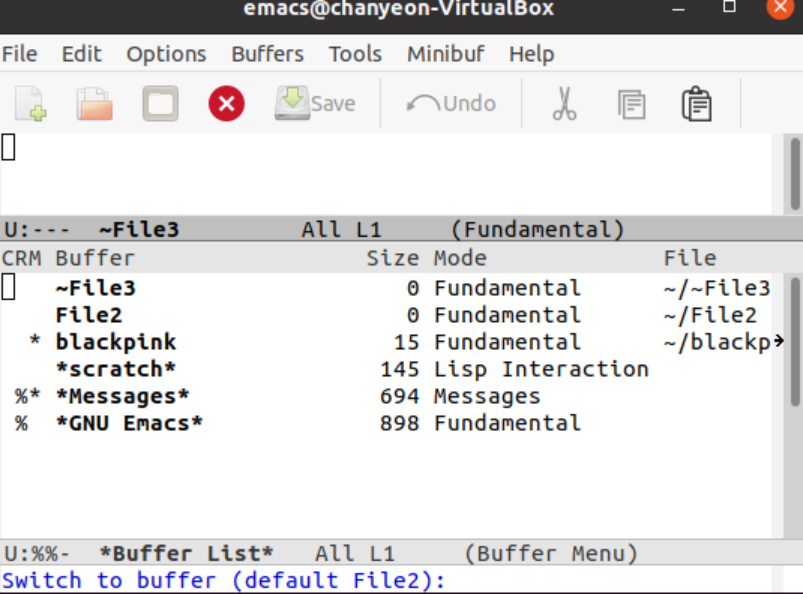 emacs@chanyeon-VirtualBox
File Edit Options Buffers Tools Minibuf Help
Save Undo
U:--- ~File3 All L1 (Fundamental)
CRM Buffer Size Mode File
~File3 0 Fundamental ~/~File3
File2 0 Fundamental ~/File2
* blackpink 15 Fundamental ~/blackp
*scratch* 145 Lisp Interaction
%* *Messages* 694 Messages
% *GNU Emacs* 898 Fundamental
U:%%- *Buffer List* All L1 (Buffer Menu)
Switch to buffer (default File2):